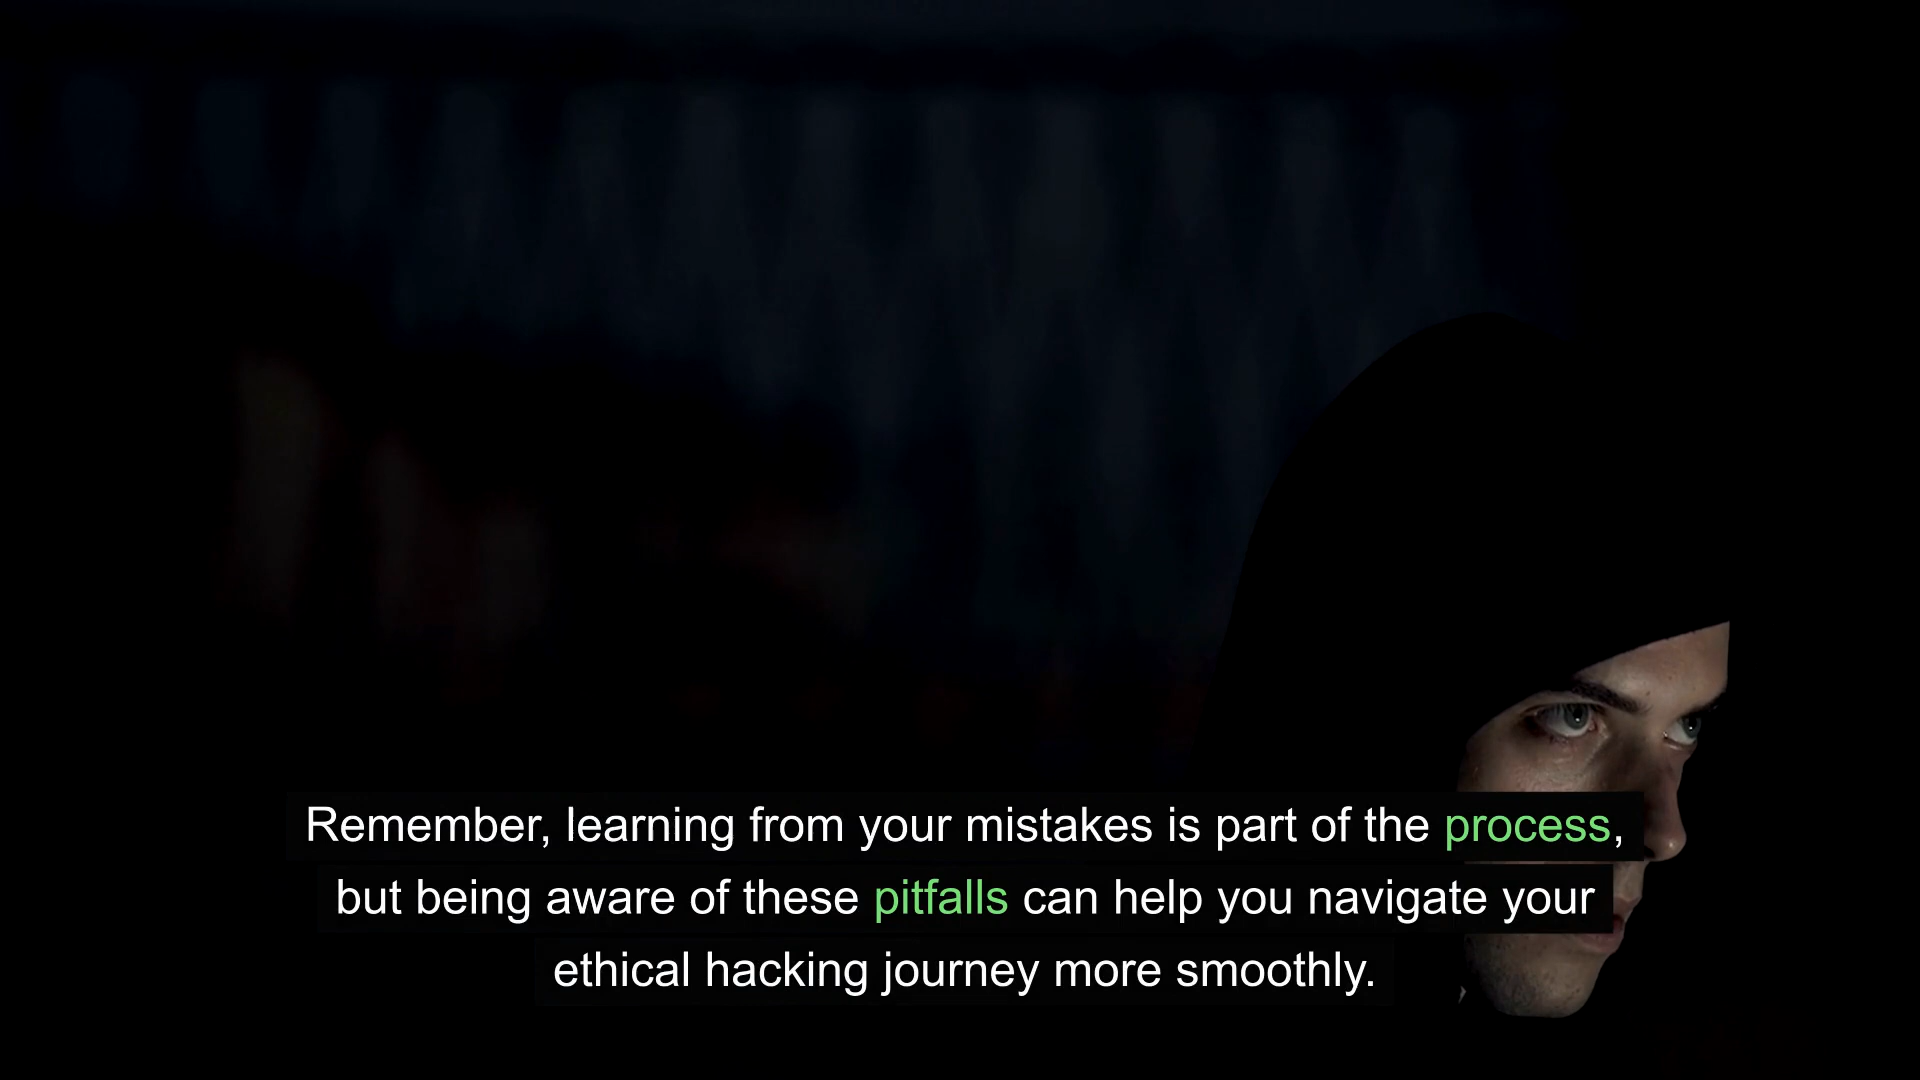 Remember, learning from your mistakes is part of the process,
but being aware of these pitfalls can help you navigate your
ethical hacking journey more smoothly.